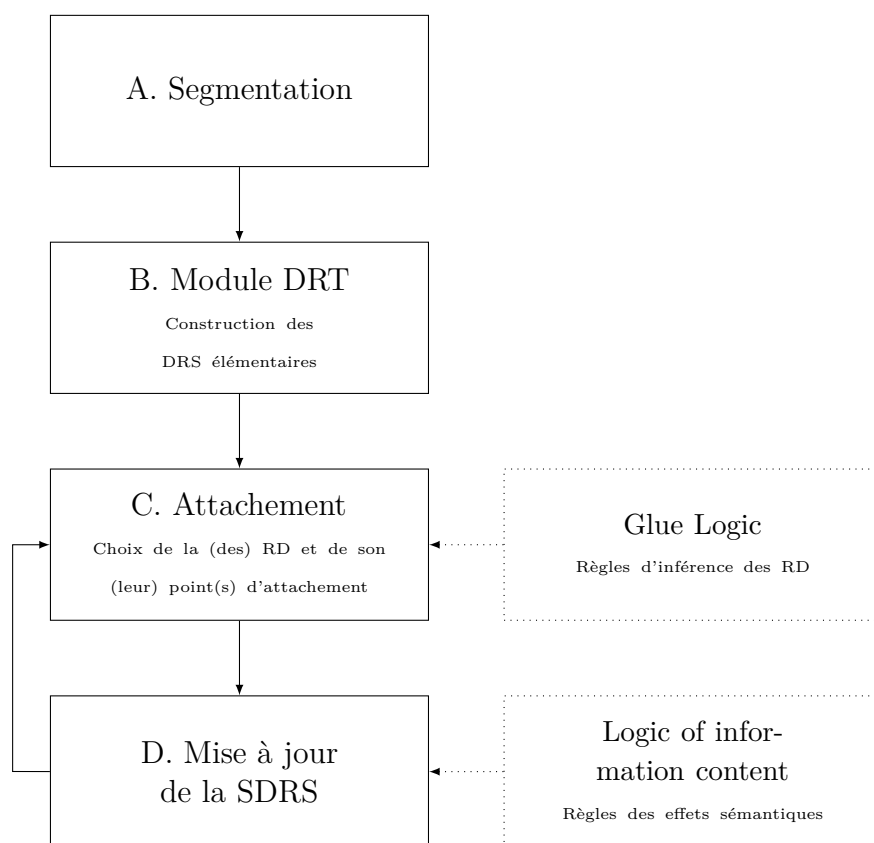 A. Segmentation
B. Module DRT
Construction des
DRS élémentaires
C. Attachement
Choix de la (des) RD et de son
(leur) point(s) d'attachement
Glue Logic
Règles d'inférence des RD
D. Mise à jour
de la SDRS
Logic of infor-
mation content
Règles des effets sémantiques